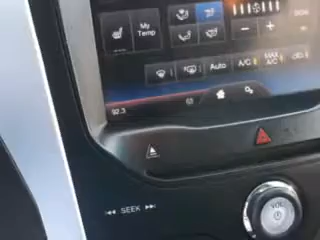 My
Temp
- +
Auto A/C MAX
A/C
92.3
SEEK
VOL